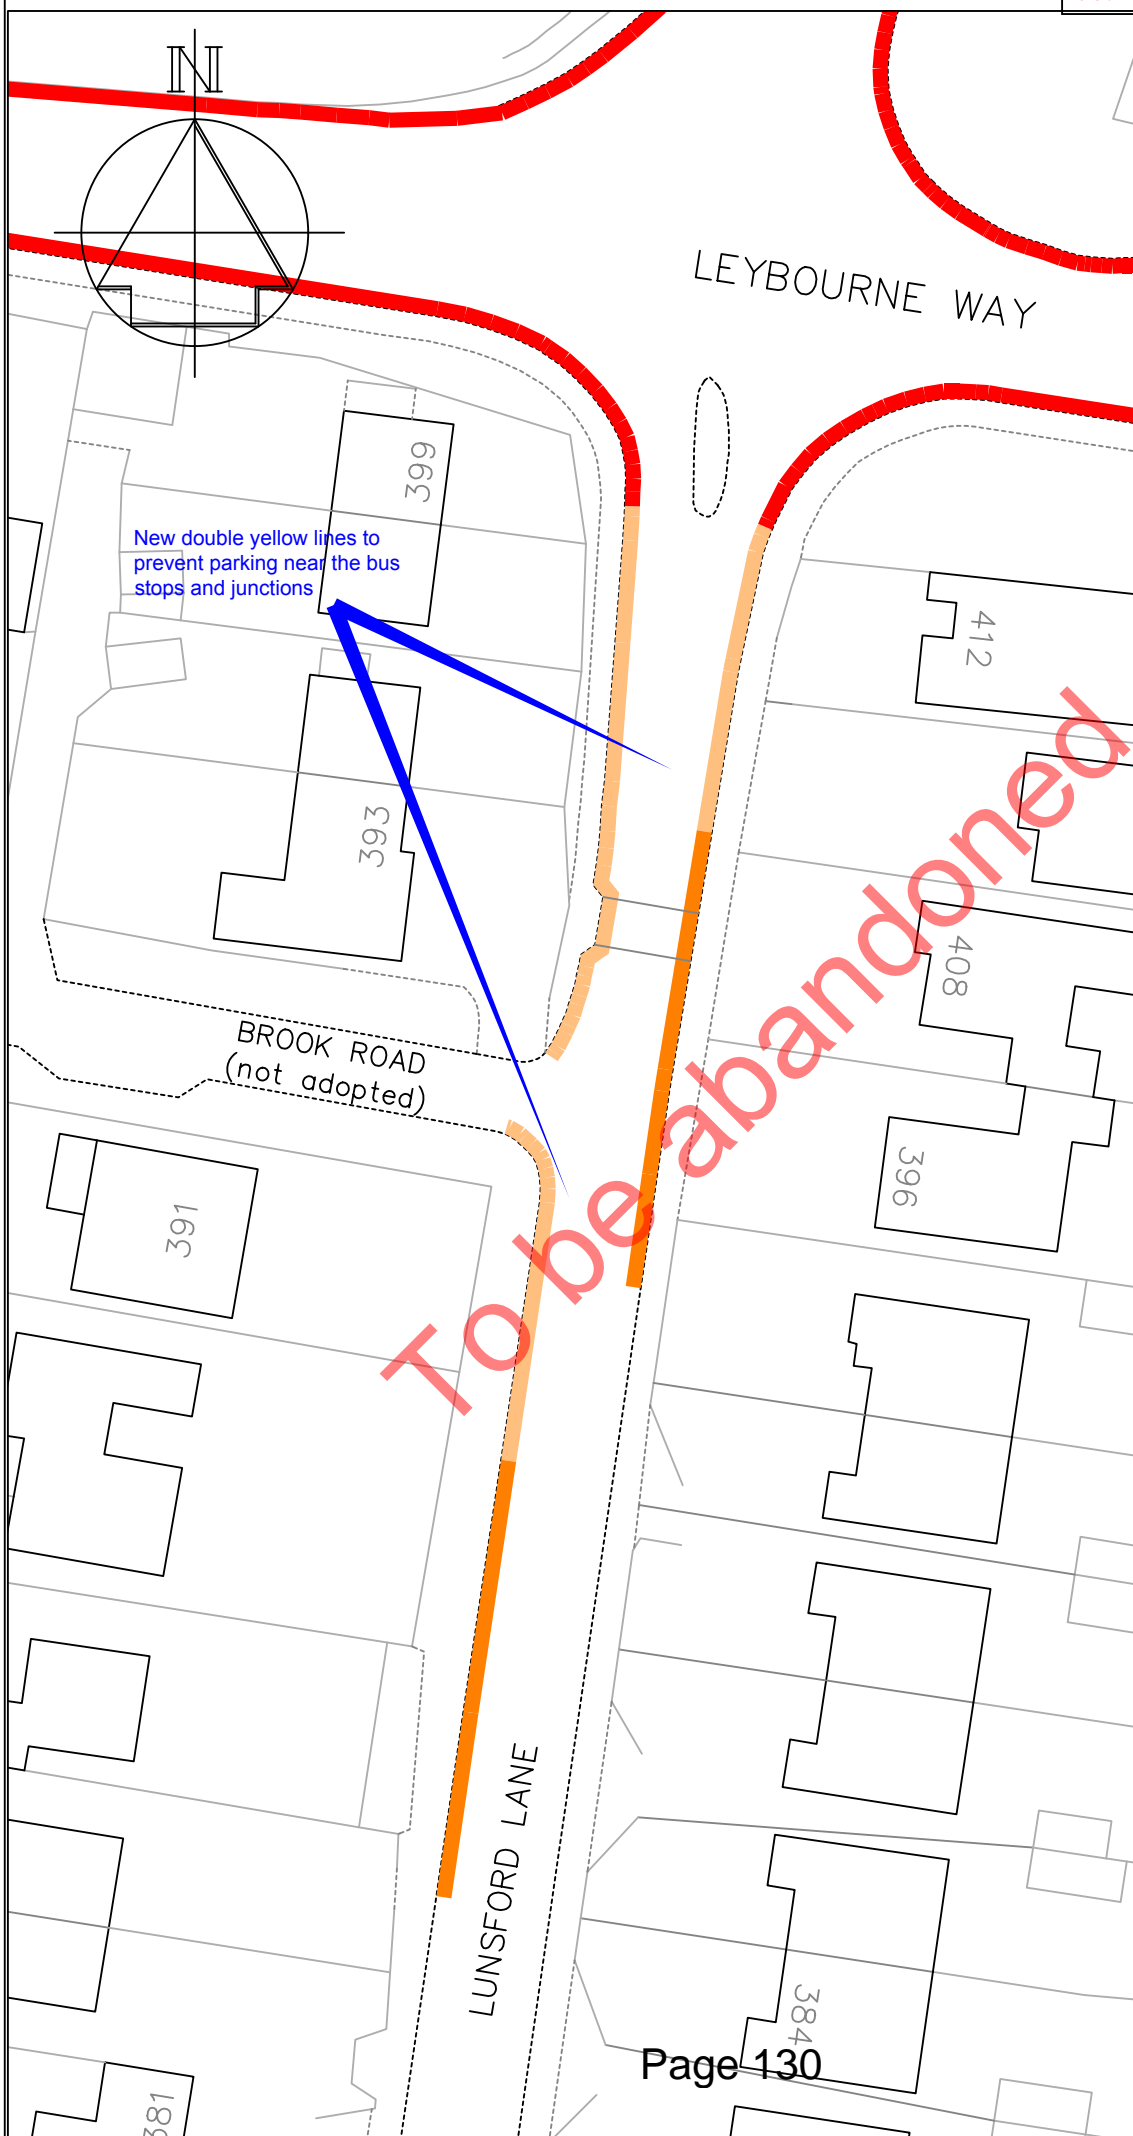 N
LEYBOURNE WAY
399
New double yellow lines to
prevent parking near the bus
stops and junctions
412
393
408
BROOK ROAD
(not adopted)
396
391
To be abandoned
LUNSFORD LANE
384
Page 130
381